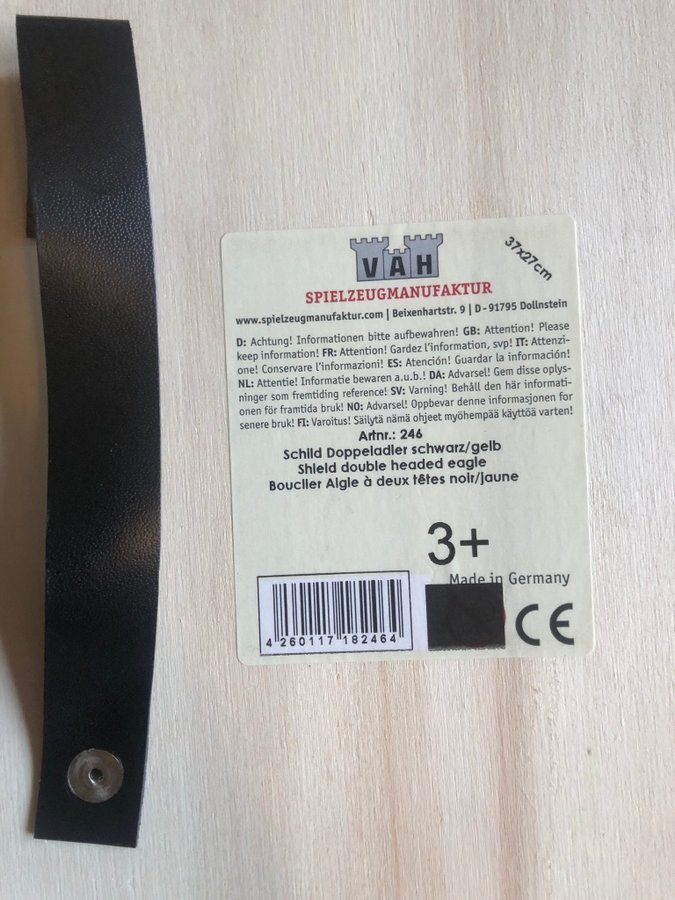 VAH
37x27cm
SPIELZEUGMANUFAKTUR
www.spielzeugmanufaktur.com | Beixenhartstr. 9 | D-91795 Dollnstein
D: Achtung! Informationen bitte aufbewahren! GB: Attention! Please
keep information! FR: Attention! Gardez l'information, svp! IT: Attenzi-
one! Conservare l'informazioni! ES: Atención! Guardar la información!
NL: Attentie! Informatie bewaren a.u.b.! DA: Advarsel! Gem disse oplys-
ninger som fremtiding reference! SV: Varning! Behåll den här informati-
onen för framtida bruk! NO: Advarsel! Oppbevar denne informasjonen for
senere bruk! FI: Varoitus! Säilytä nämä ohjeet myöhempää käyttöä varten!
Artnr.: 246
Schild Doppeladler schwarz/gelb
Shield double headed eagle
Bouclier Aigle à deux têtes noir/jaune
3+
Made in Germany
4 260117 182464
CE